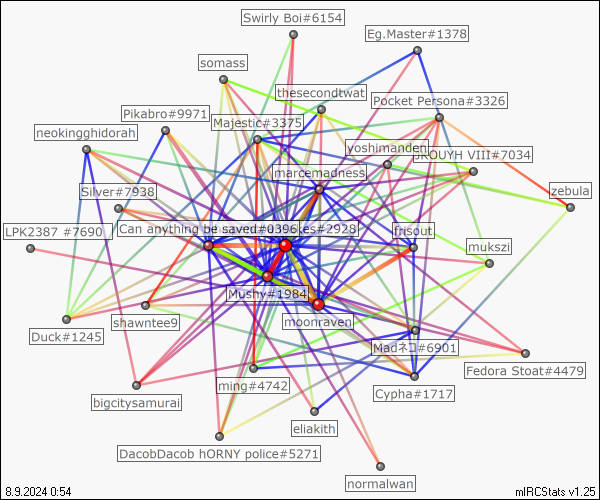 Swirly Boi#6154
Eg.Master#1378
somass
thesecondtwat
Pocket Persona#3326
Pikabro#9971
Majestic#3375
neokingghidorah
yoshimanden
ROUYH VIII#7034
marcemadness
Silver#7938
zebula
Can anything be saved#0396
kes#2928
frisout
LPK2387 #7690
mukszi
Mushy#1984
moonraven
shawntee9
Duck#1245
Madネコ#6901
Fedora Stoat#4479
ming#4742
Cypha#1717
bigcitysamurai
eliakith
DacobDacob hORNY police#5271
normalwan
8.9.2024 0:54
mIRCStats v1.25